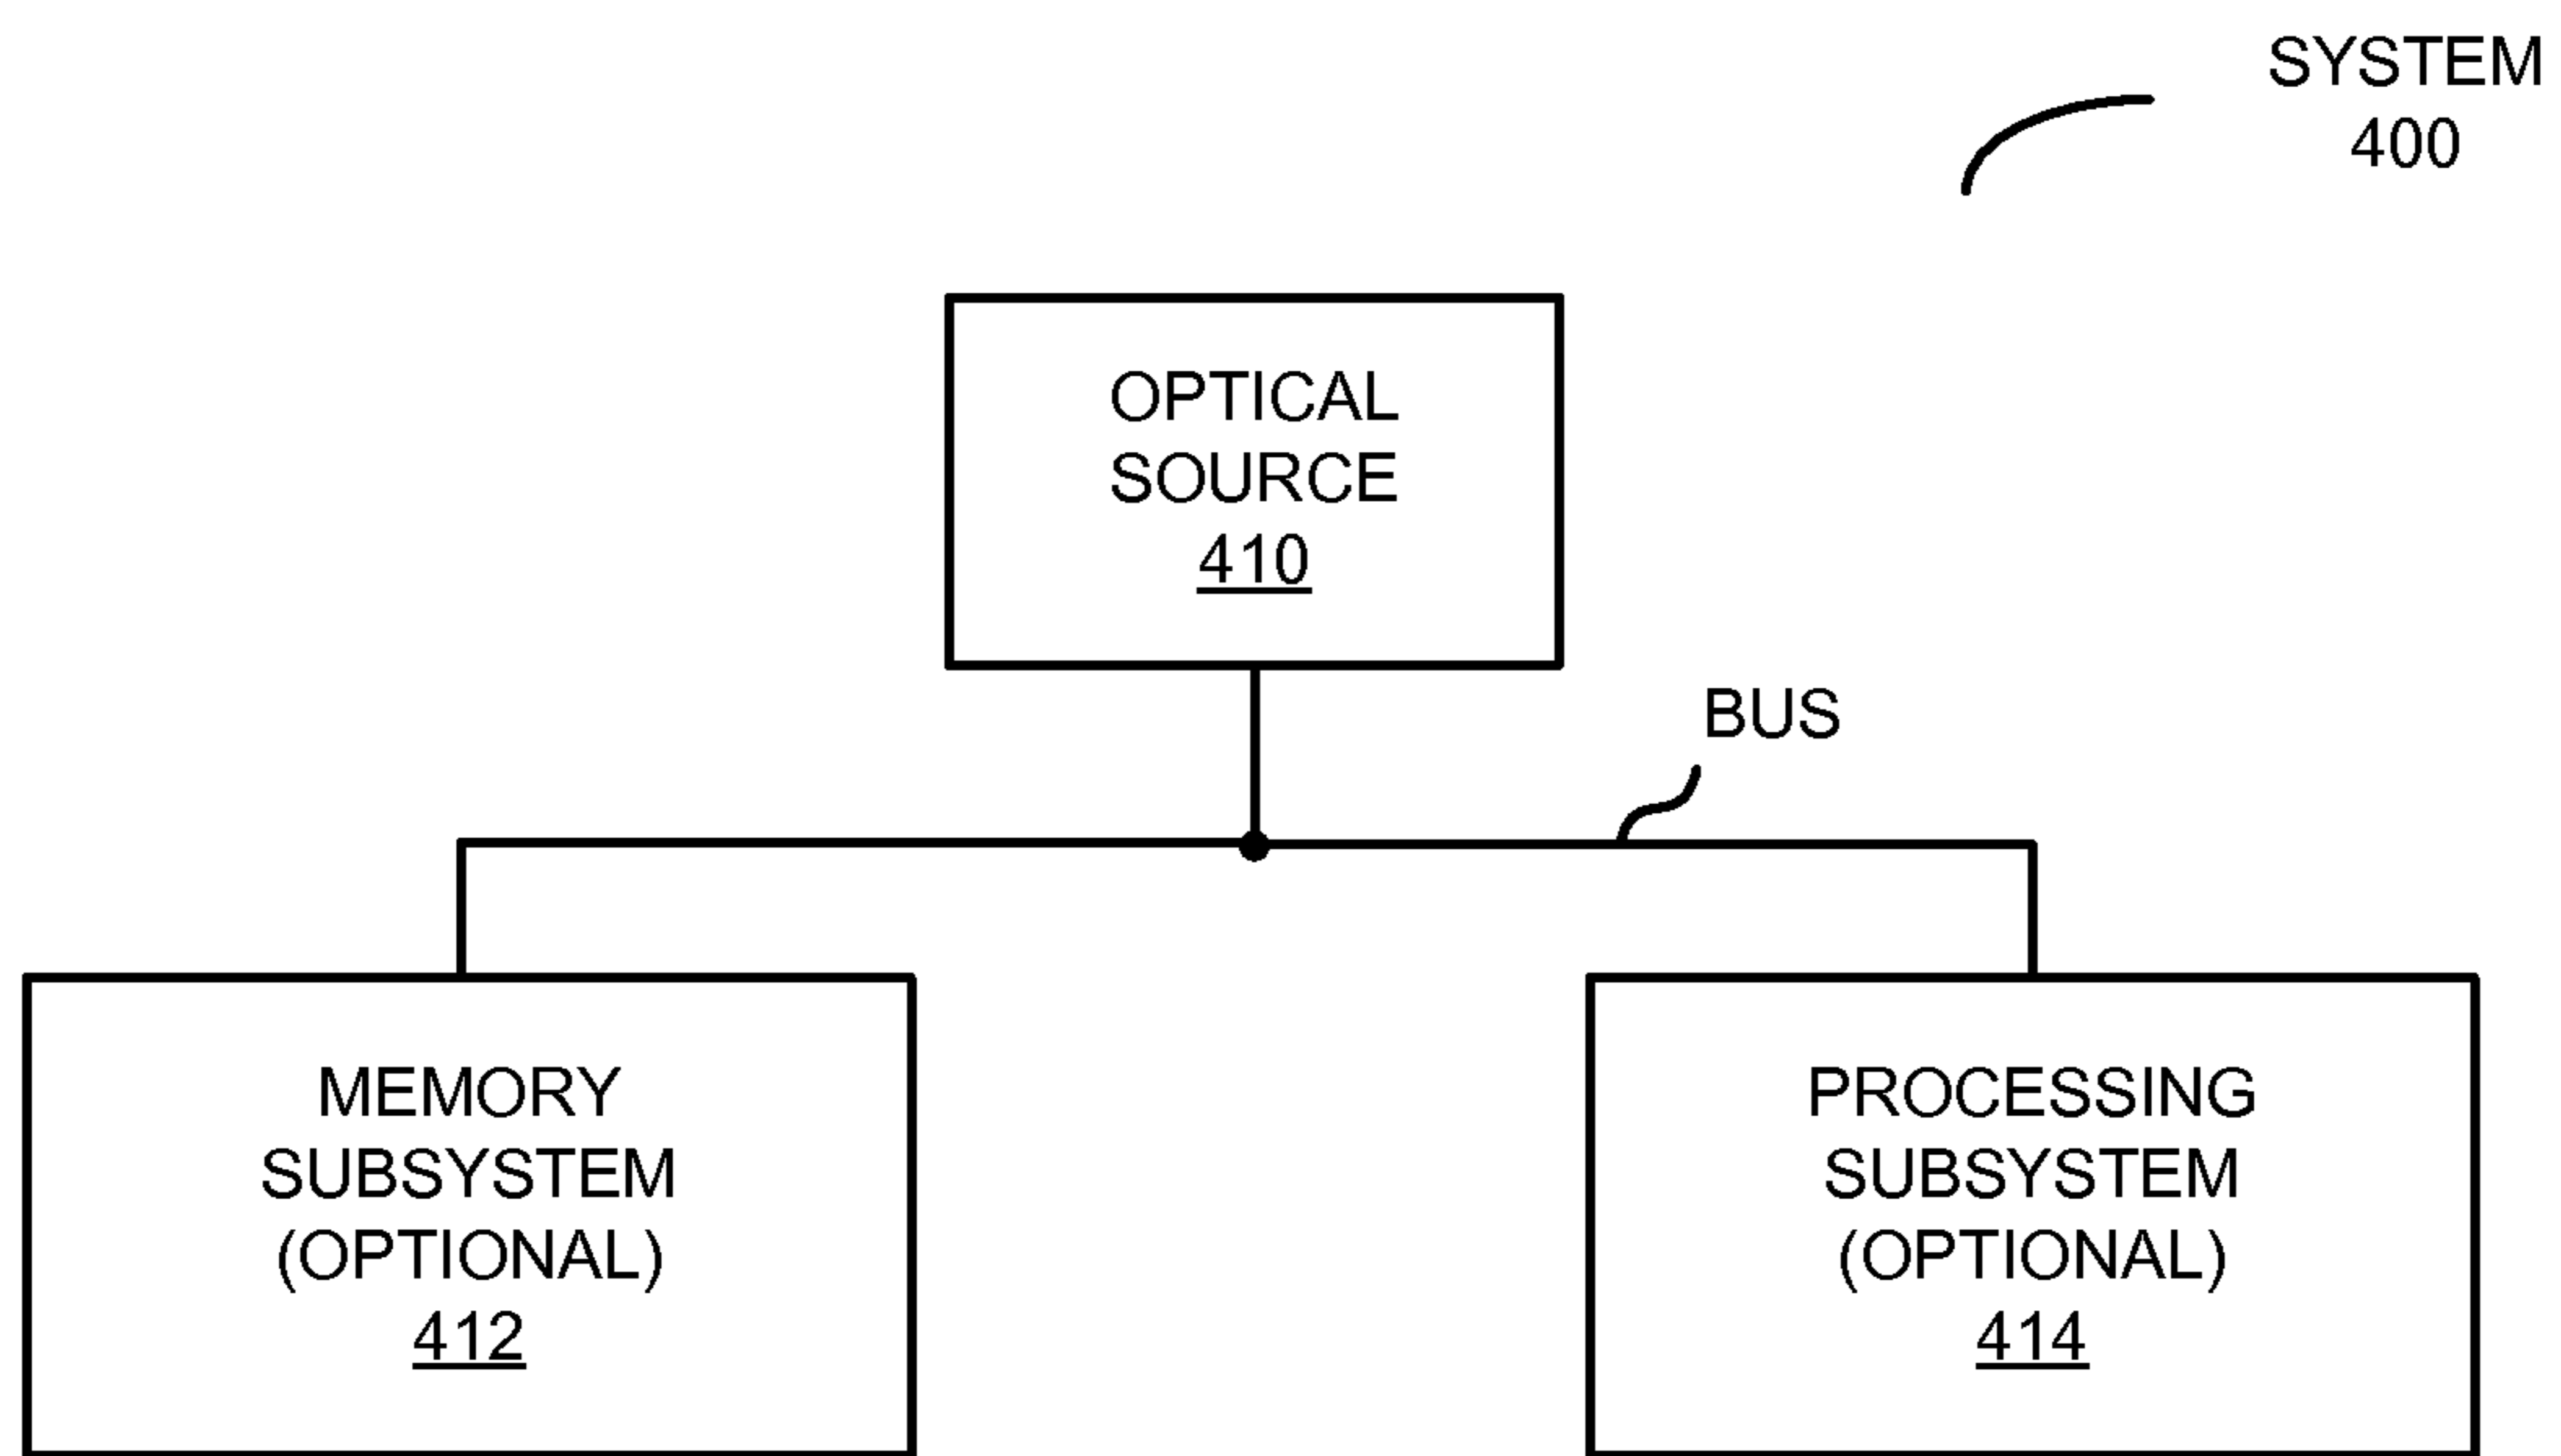 SYSTEM
400
OPTICAL
SOURCE
410
BUS
MEMORY
SUBSYSTEM
(OPTIONAL)
412
PROCESSING
SUBSYSTEM
(OPTIONAL)
414